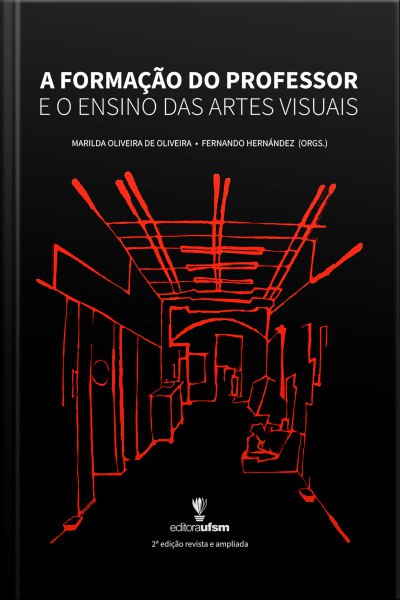 A FORMAÇÃO DO PROFESSOR
E O ENSINO DAS ARTES VISUAIS
MARILDA OLIVEIRA DE OLIVEIRA • FERNANDO HERNÁNDEZ (ORGS.)
editoraufsm
2ª edição revista e ampliada